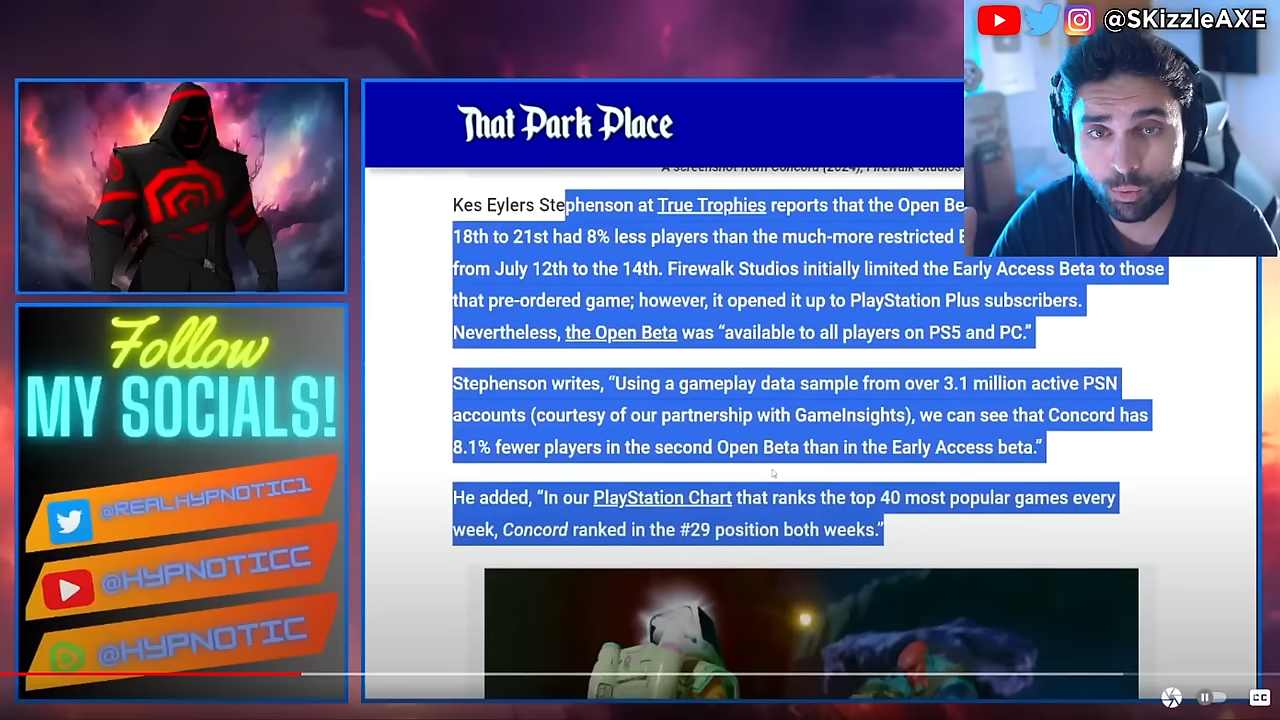 @SKizzleAXE
That Park Place
A screenshot from Concord (2024), Firewalk Studios
Kes Eylers Stephenson at True Trophies reports that the Open Be
18th to 21st had 8% less players than the much-more restricted E
from July 12th to the 14th. Firewalk Studios initially limited the Early Access Beta to those
that pre-ordered game; however, it opened it up to PlayStation Plus subscribers.
Nevertheless, the Open Beta was “available to all players on PS5 and PC.”
Stephenson writes, “Using a gameplay data sample from over 3.1 million active PSN
accounts (courtesy of our partnership with GameInsights), we can see that Concord has
8.1% fewer players in the second Open Beta than in the Early Access beta.”
He added, “In our PlayStation Chart that ranks the top 40 most popular games every
week, Concord ranked in the #29 position both weeks.”
Follow
MY SOCIALS!
@REALHYPNOTIC1
@HYPNOTICC
@HYPNOTIC
CC